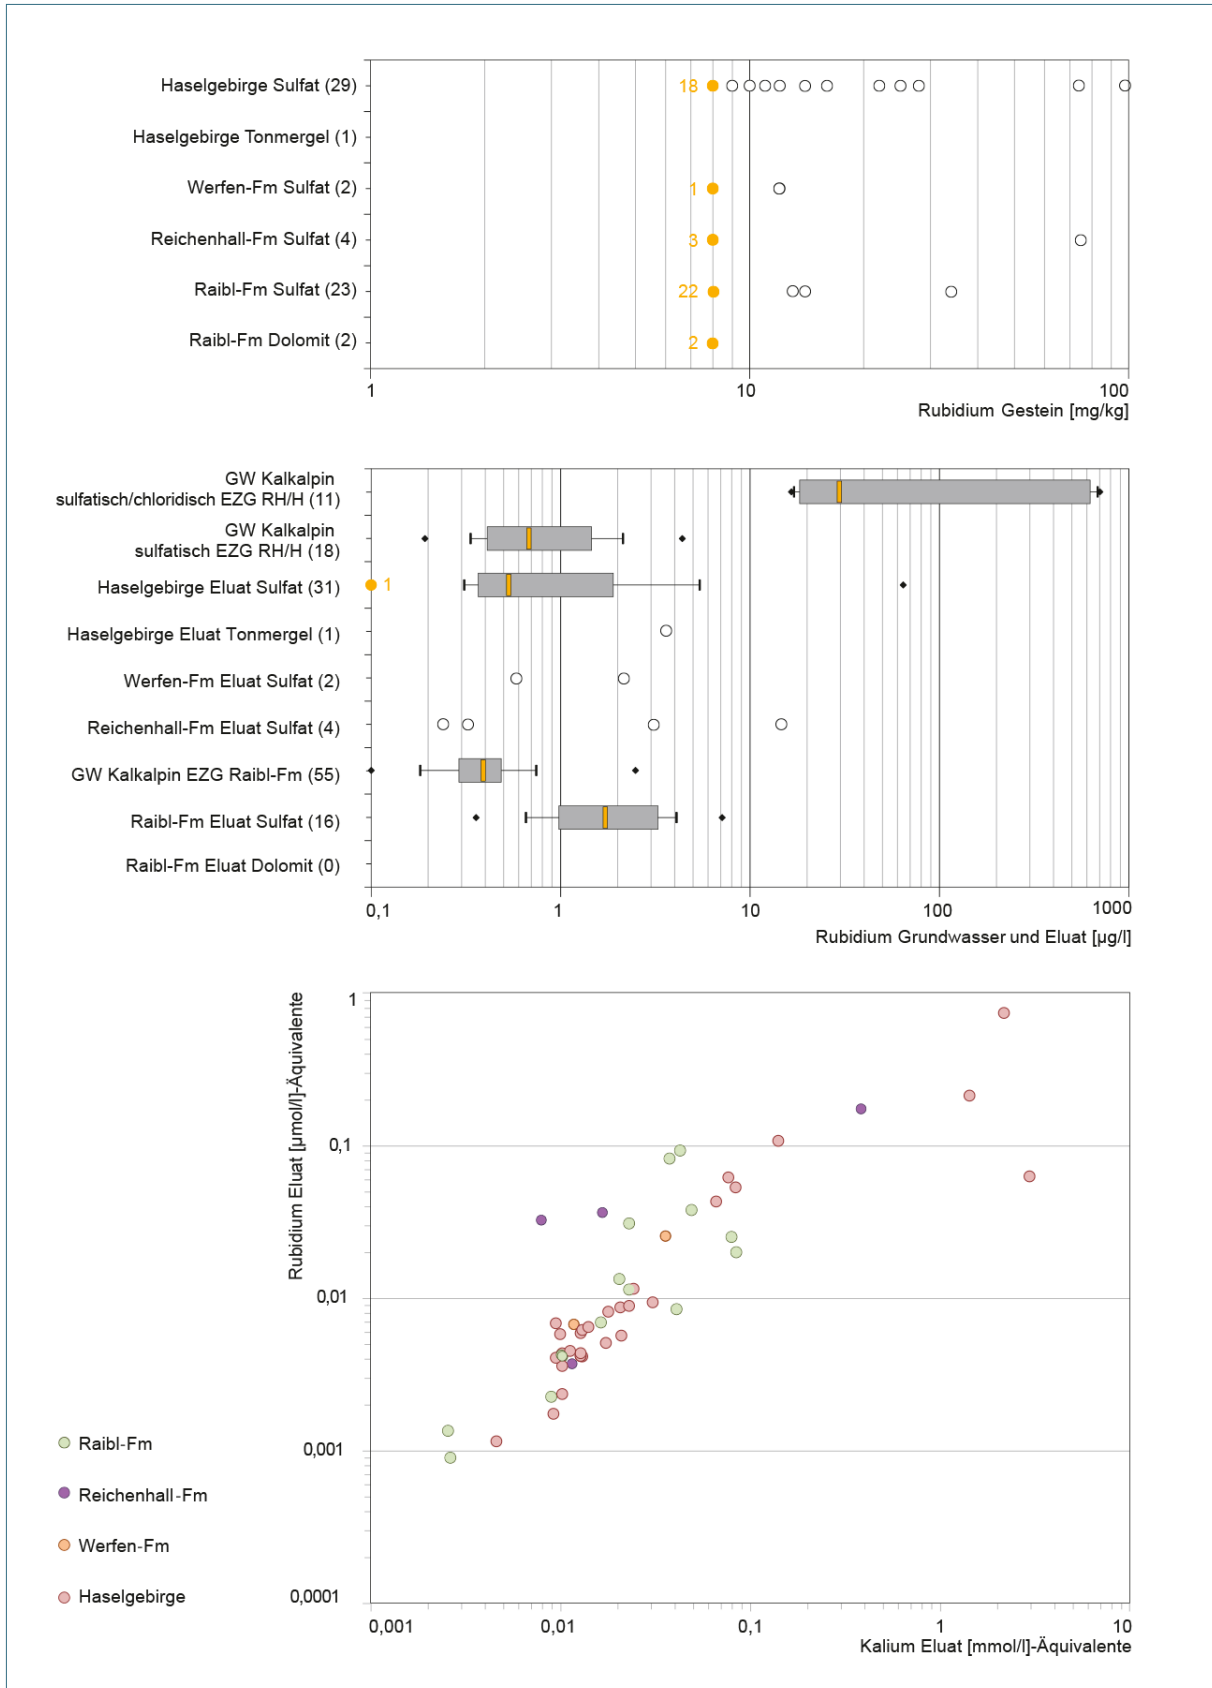 Haselgebirge Sulfat (29)
18
Haselgebirge Tonmergel (1)
Werfen-Fm Sulfat (2)
1
Reichenhall-Fm Sulfat (4)
3
Raibl-Fm Sulfat (23)
22
Raibl-Fm Dolomit (2)
2
1
10
100
Rubidium Gestein [mg/kg]
GW Kalkalpin
sulfatisch/chloridisch EZG RH/H (11)
GW Kalkalpin
sulfatisch EZG RH/H (18)
Haselgebirge Eluat Sulfat (31)
1
Haselgebirge Eluat Tonmergel (1)
Werfen-Fm Eluat Sulfat (2)
Reichenhall-Fm Eluat Sulfat (4)
GW Kalkalpin EZG Raibl-Fm (55)
Raibl-Fm Eluat Sulfat (16)
Raibl-Fm Eluat Dolomit (0)
0,1
1
10
100
1000
Rubidium Grundwasser und Eluat [µg/l]
Rubidium Eluat [µmol/l]-Äquivalente
1
0,1
0,01
0,001
0,0001
Raibl-Fm
Reichenhall-Fm
Werfen-Fm
Haselgebirge
0,001
0,01
0,1
1
10
Kalium Eluat [mmol/l]-Äquivalente